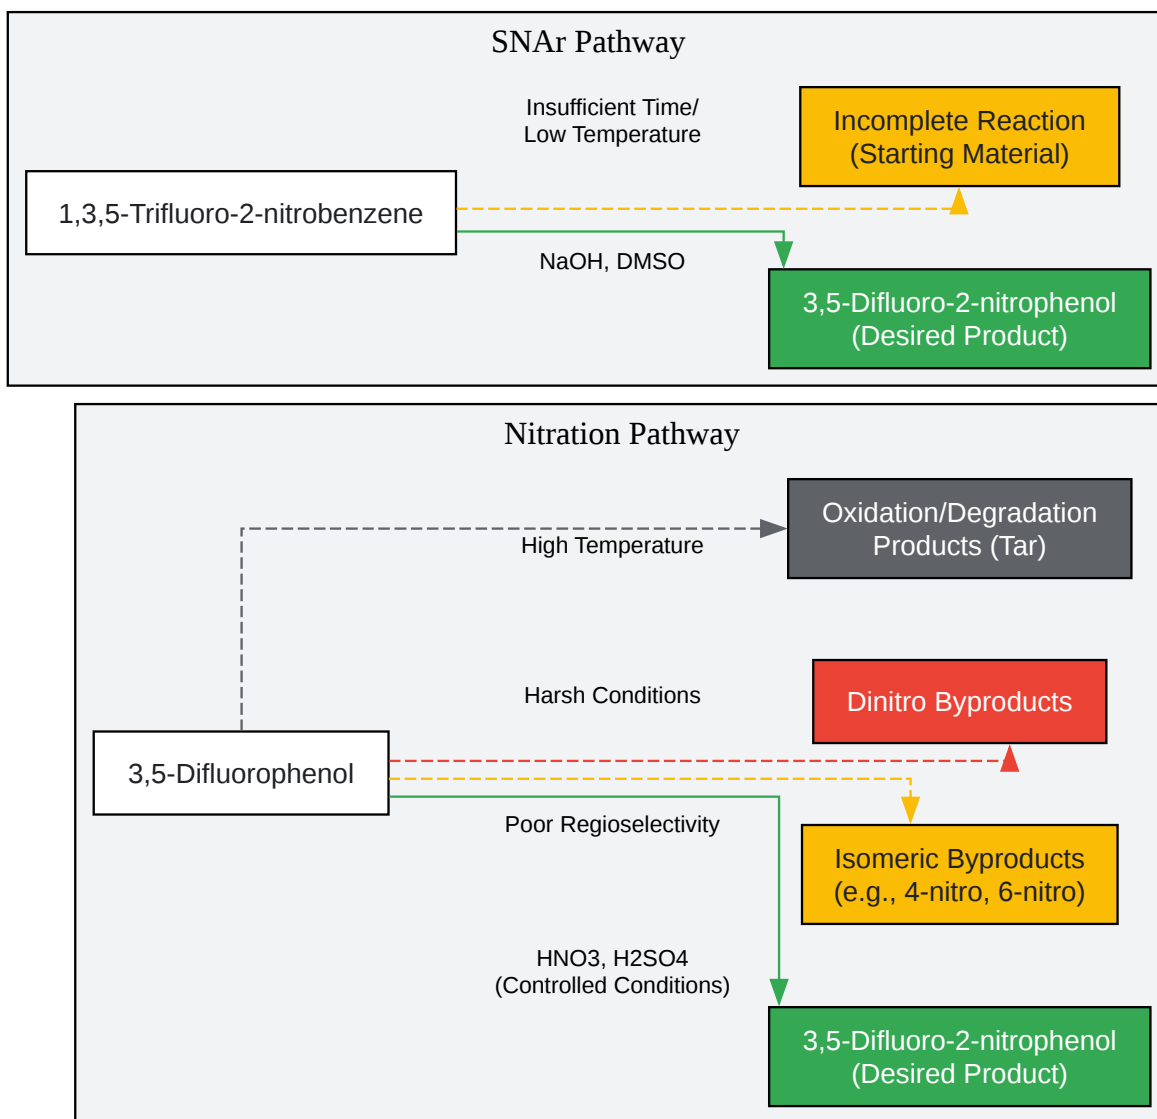 SNAr Pathway
Insufficient Time/
Low Temperature
Incomplete Reaction
(Starting Material)
1,3,5-Trifluoro-2-nitrobenzene
NaOH, DMSO
3,5-Difluoro-2-nitrophenol
(Desired Product)
Nitration Pathway
High Temperature
Oxidation/Degradation
Products (Tar)
Harsh Conditions
Dinitro Byproducts
3,5-Difluorophenol
Poor Regioselectivity
Isomeric Byproducts
(e.g., 4-nitro, 6-nitro)
HNO3, H2SO4
(Controlled Conditions)
3,5-Difluoro-2-nitrophenol
(Desired Product)